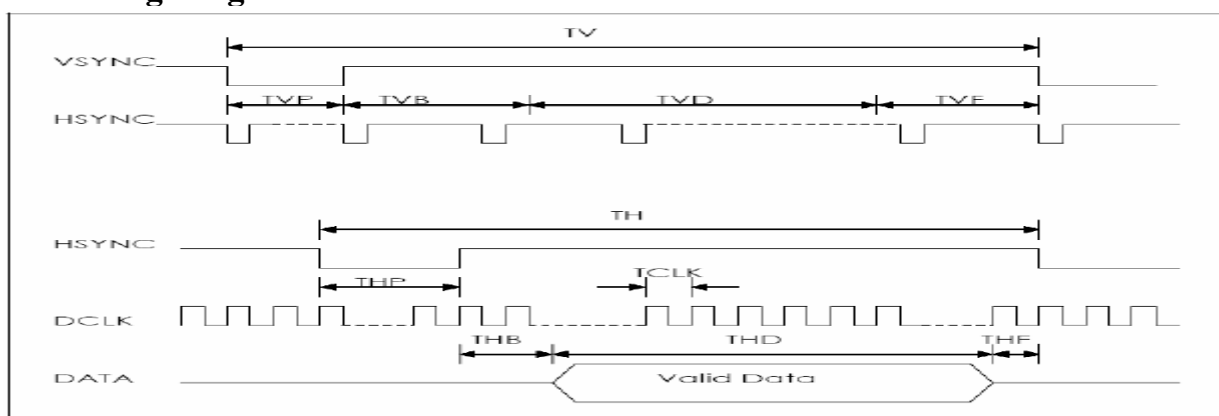 TV
VSYNC
TVP TVB TVD TVF
HSYNC
TH
HSYNC
THP TCLK
DCLK
THB THD THF
DATA Valid Data